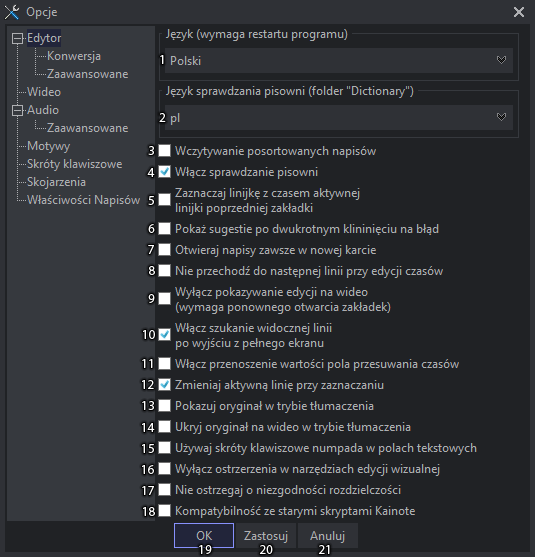 Opcje
Edytor
Konwersja
Zaawansowane
Wideo
Audio
Zaawansowane
Motywy
Skróty klawiszowe
Skojarzenia
Właściwości Napisów
Język (wymaga restartu programu)
1 Polski
Język sprawdzania pisowni (folder "Dictionary")
2 pl
3 Wczytywanie posortowanych napisów
4 Włącz sprawdzanie pisowni
5 Zaznaczaj linijkę z czasem aktywnej
linijki poprzedniej zakładki
6 Pokaż sugestie po dwukrotnym klininięciu na błąd
7 Otwieraj napisy zawsze w nowej karcie
8 Nie przechodź do następnej linii przy edycji czasów
9 Wyłącz pokazywanie edycji na wideo
(wymaga ponownego otwarcia zakładek)
10 Włącz szukanie widocznej linii
po wyjściu z pełnego ekranu
11 Włącz przenoszenie wartości pola przesuwania czasów
12 Zmieniaj aktywną linię przy zaznaczaniu
13 Pokazuj oryginał w trybie tłumaczenia
14 Ukryj oryginał na wideo w trybie tłumaczenia
15 Używaj skróty klawiszowe numpada w polach tekstowych
16 Wyłącz ostrzerzenia w narzędziach edycji wizualnej
17 Nie ostrzegaj o niezgodności rozdzielczości
18 Kompatybilność ze starymi skryptami Kainote
OK Zastosuj Anuluj
19 20 21